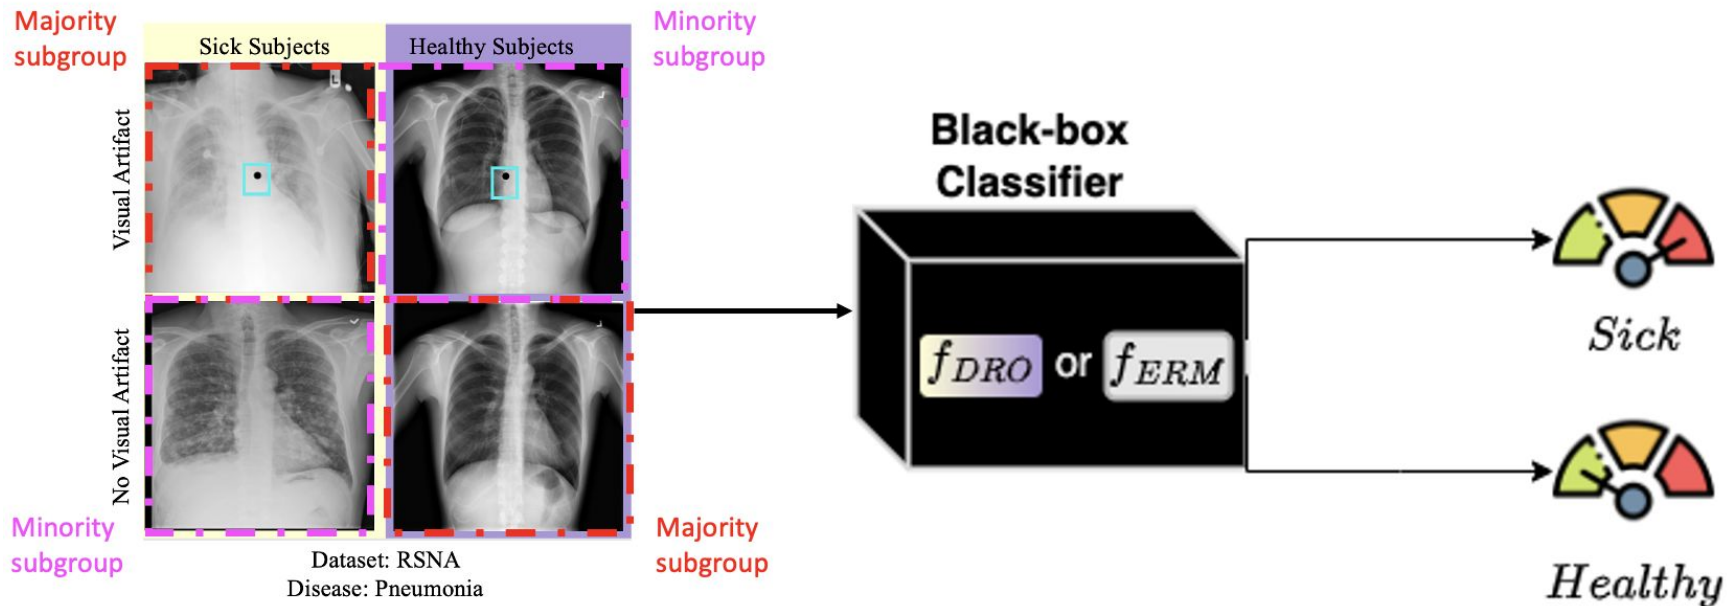 Majority
subgroup
Sick Subjects
Healthy Subjects
Minority
subgroup
Visual Artifact
L
No Visual Artifact
Minority
subgroup
Majority
subgroup
Dataset: RSNA
Disease: Pneumonia
Black-box
Classifier
f_DRO or f_ERM
Sick
Healthy